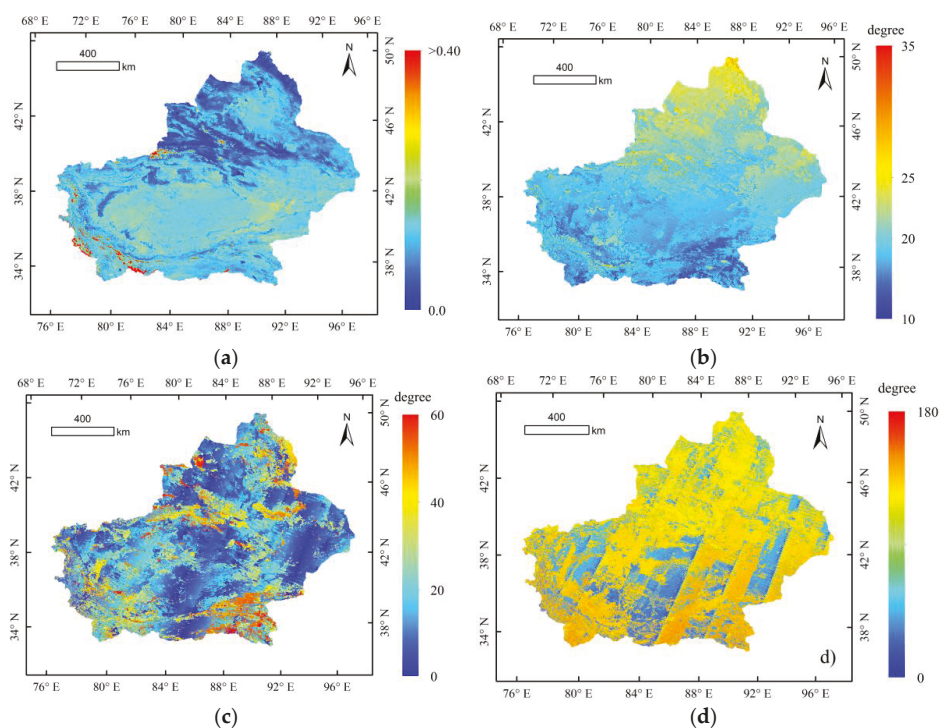 68° E 72° E 76° E 80° E 84° E 88° E 92° E 96° E
400
km
N
>0.40
0.0
42° N
38° N
34° N
50° N
46° N
42° N
38° N
76° E 80° E 84° E 88° E 92° E 96° E
(a)
68° E 72° E 76° E 80° E 84° E 88° E 92° E 96° E
degree
400
km
N
35
25
20
10
42° N
38° N
34° N
50° N
46° N
42° N
38° N
76° E 80° E 84° E 88° E 92° E 96° E
(b)
68° E 72° E 76° E 80° E 84° E 88° E 92° E 96° E
degree
400
km
N
60
40
20
0
42° N
38° N
34° N
50° N
46° N
42° N
38° N
76° E 80° E 84° E 88° E 92° E 96° E
(c)
68° E 72° E 76° E 80° E 84° E 88° E 92° E 96° E
degree
400
km
N
180
0
42° N
38° N
34° N
50° N
46° N
42° N
38° N
d)
76° E 80° E 84° E 88° E 92° E 96° E
(d)